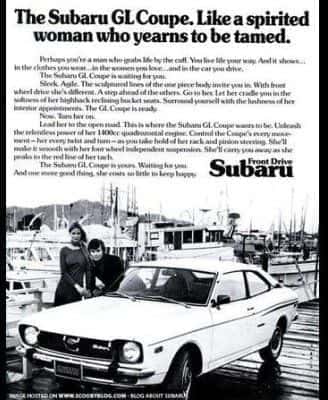 The Subaru GL Coupe. Like a spirited
woman who yearns to be tamed.
Perhaps you're a man who grabs life by the cuff. You live life your way. And it shows...
in the clothes you wear...in the women you love...and in the car you drive.
The Subaru GL Coupe is waiting for you.
Sleek. Agile. The sculptured lines of the one piece body invite you in. With front
wheel drive she's different. A step ahead of the others. Go to her. Let her cradle you in the
softness of her highback reclining bucket seats. Surround yourself with the lushness of her
interior appointments. The GL Coupe is ready.
Now. Turn her on.
Lead her to the open road. This is where the Subaru GL Coupe wants to be. Unleash
the relentless power of her 1400cc quadrozontal engine. Control the Coupe's every move-
ment – her every twist and turn – as you take hold of her rack and pinion steering. She'll
make it smooth with her four wheel independent suspension. She'll carry you away as she
peaks to the red line of her tach.
The Subaru GL Coupe is yours. Waiting for you.
And one more good thing, she costs so little to keep happy.
Front Drive
Subaru
IMAGE HOSTED ON WWW.SCOOBYBLOG.COM - BLOG ABOUT SUBARU